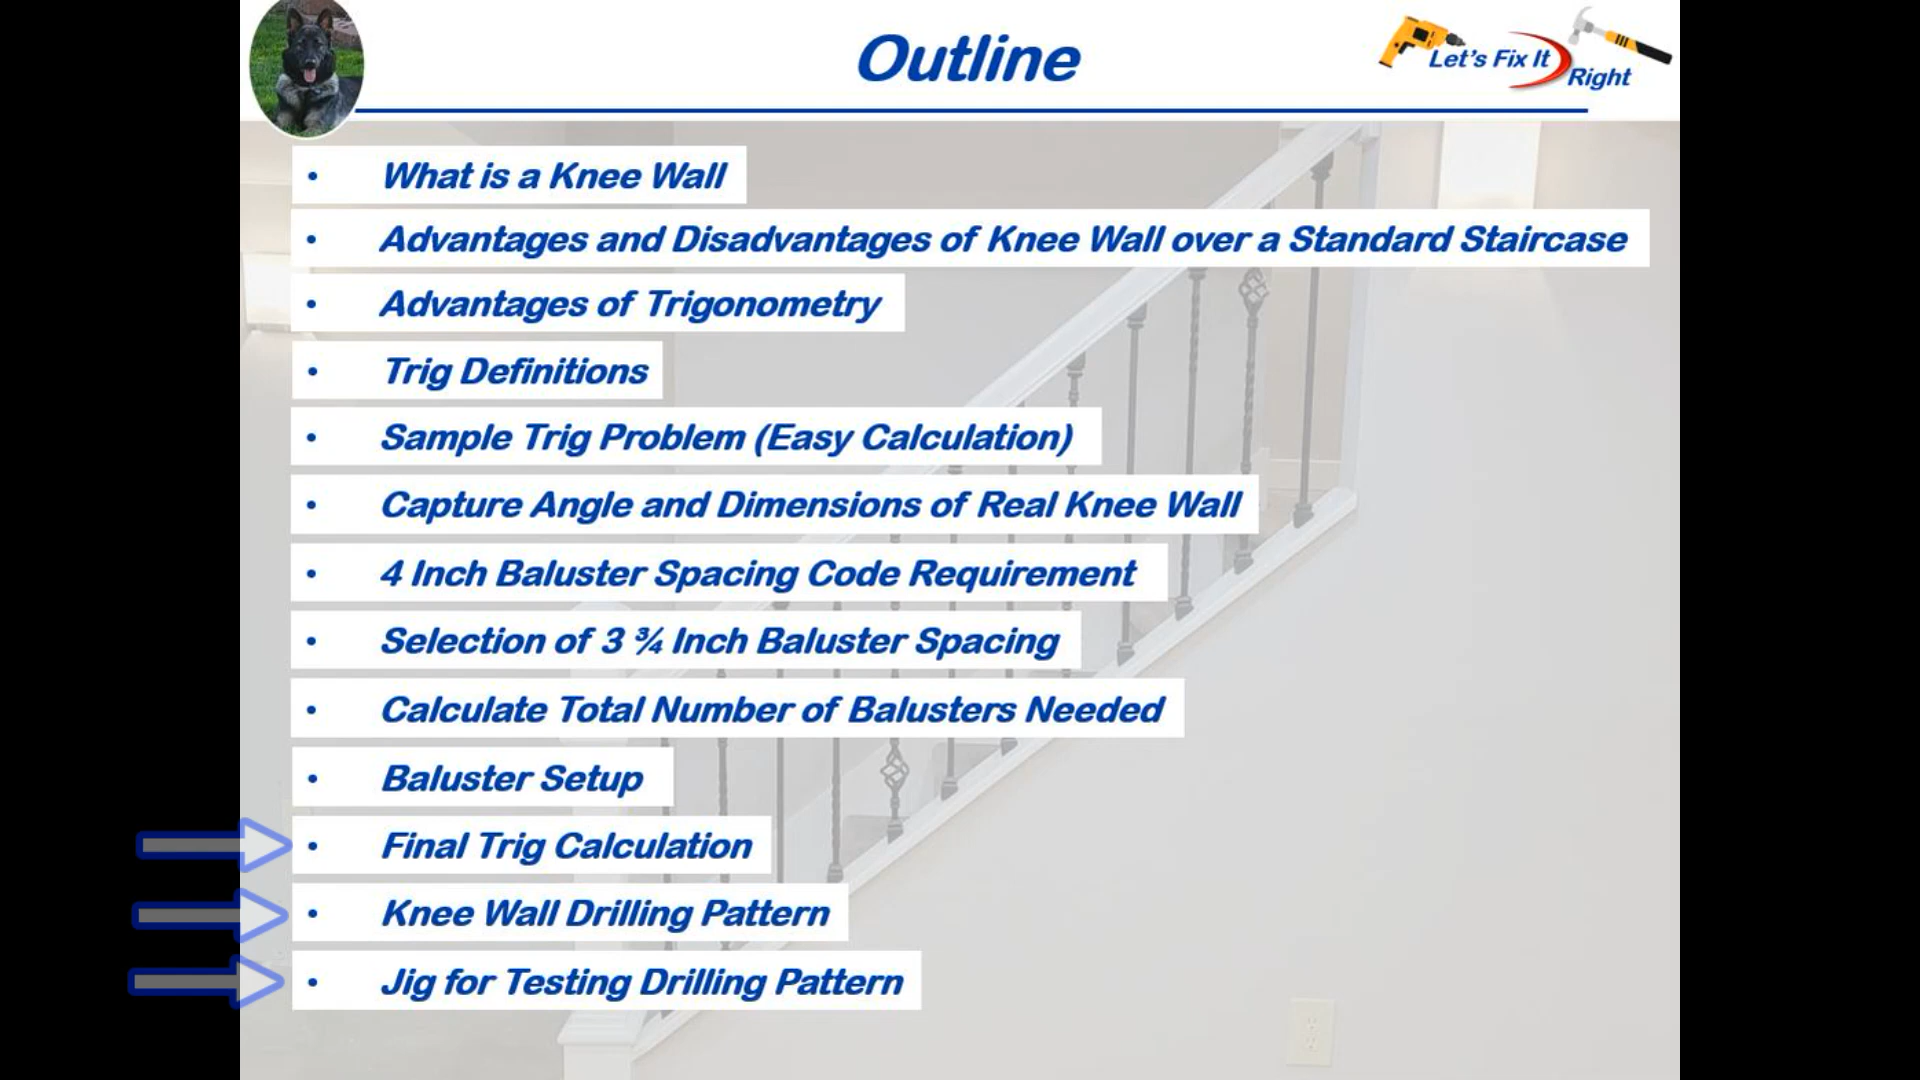 Outline
Let's Fix It
Right
• What is a Knee Wall
• Advantages and Disadvantages of Knee Wall over a Standard Staircase
• Advantages of Trigonometry
• Trig Definitions
• Sample Trig Problem (Easy Calculation)
• Capture Angle and Dimensions of Real Knee Wall
• 4 Inch Baluster Spacing Code Requirement
• Selection of 3 ¾ Inch Baluster Spacing
• Calculate Total Number of Balusters Needed
• Baluster Setup
• Final Trig Calculation
• Knee Wall Drilling Pattern
• Jig for Testing Drilling Pattern